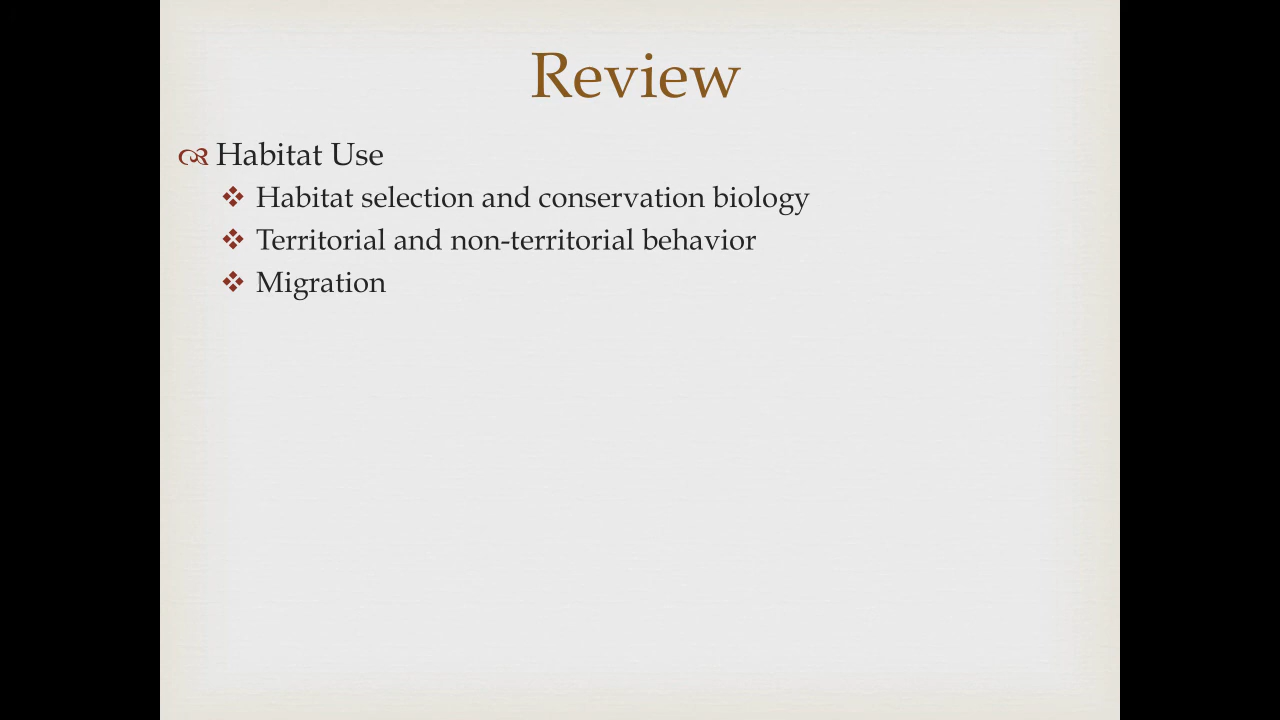 Review
Habitat Use
Habitat selection and conservation biology
Territorial and non-territorial behavior
Migration